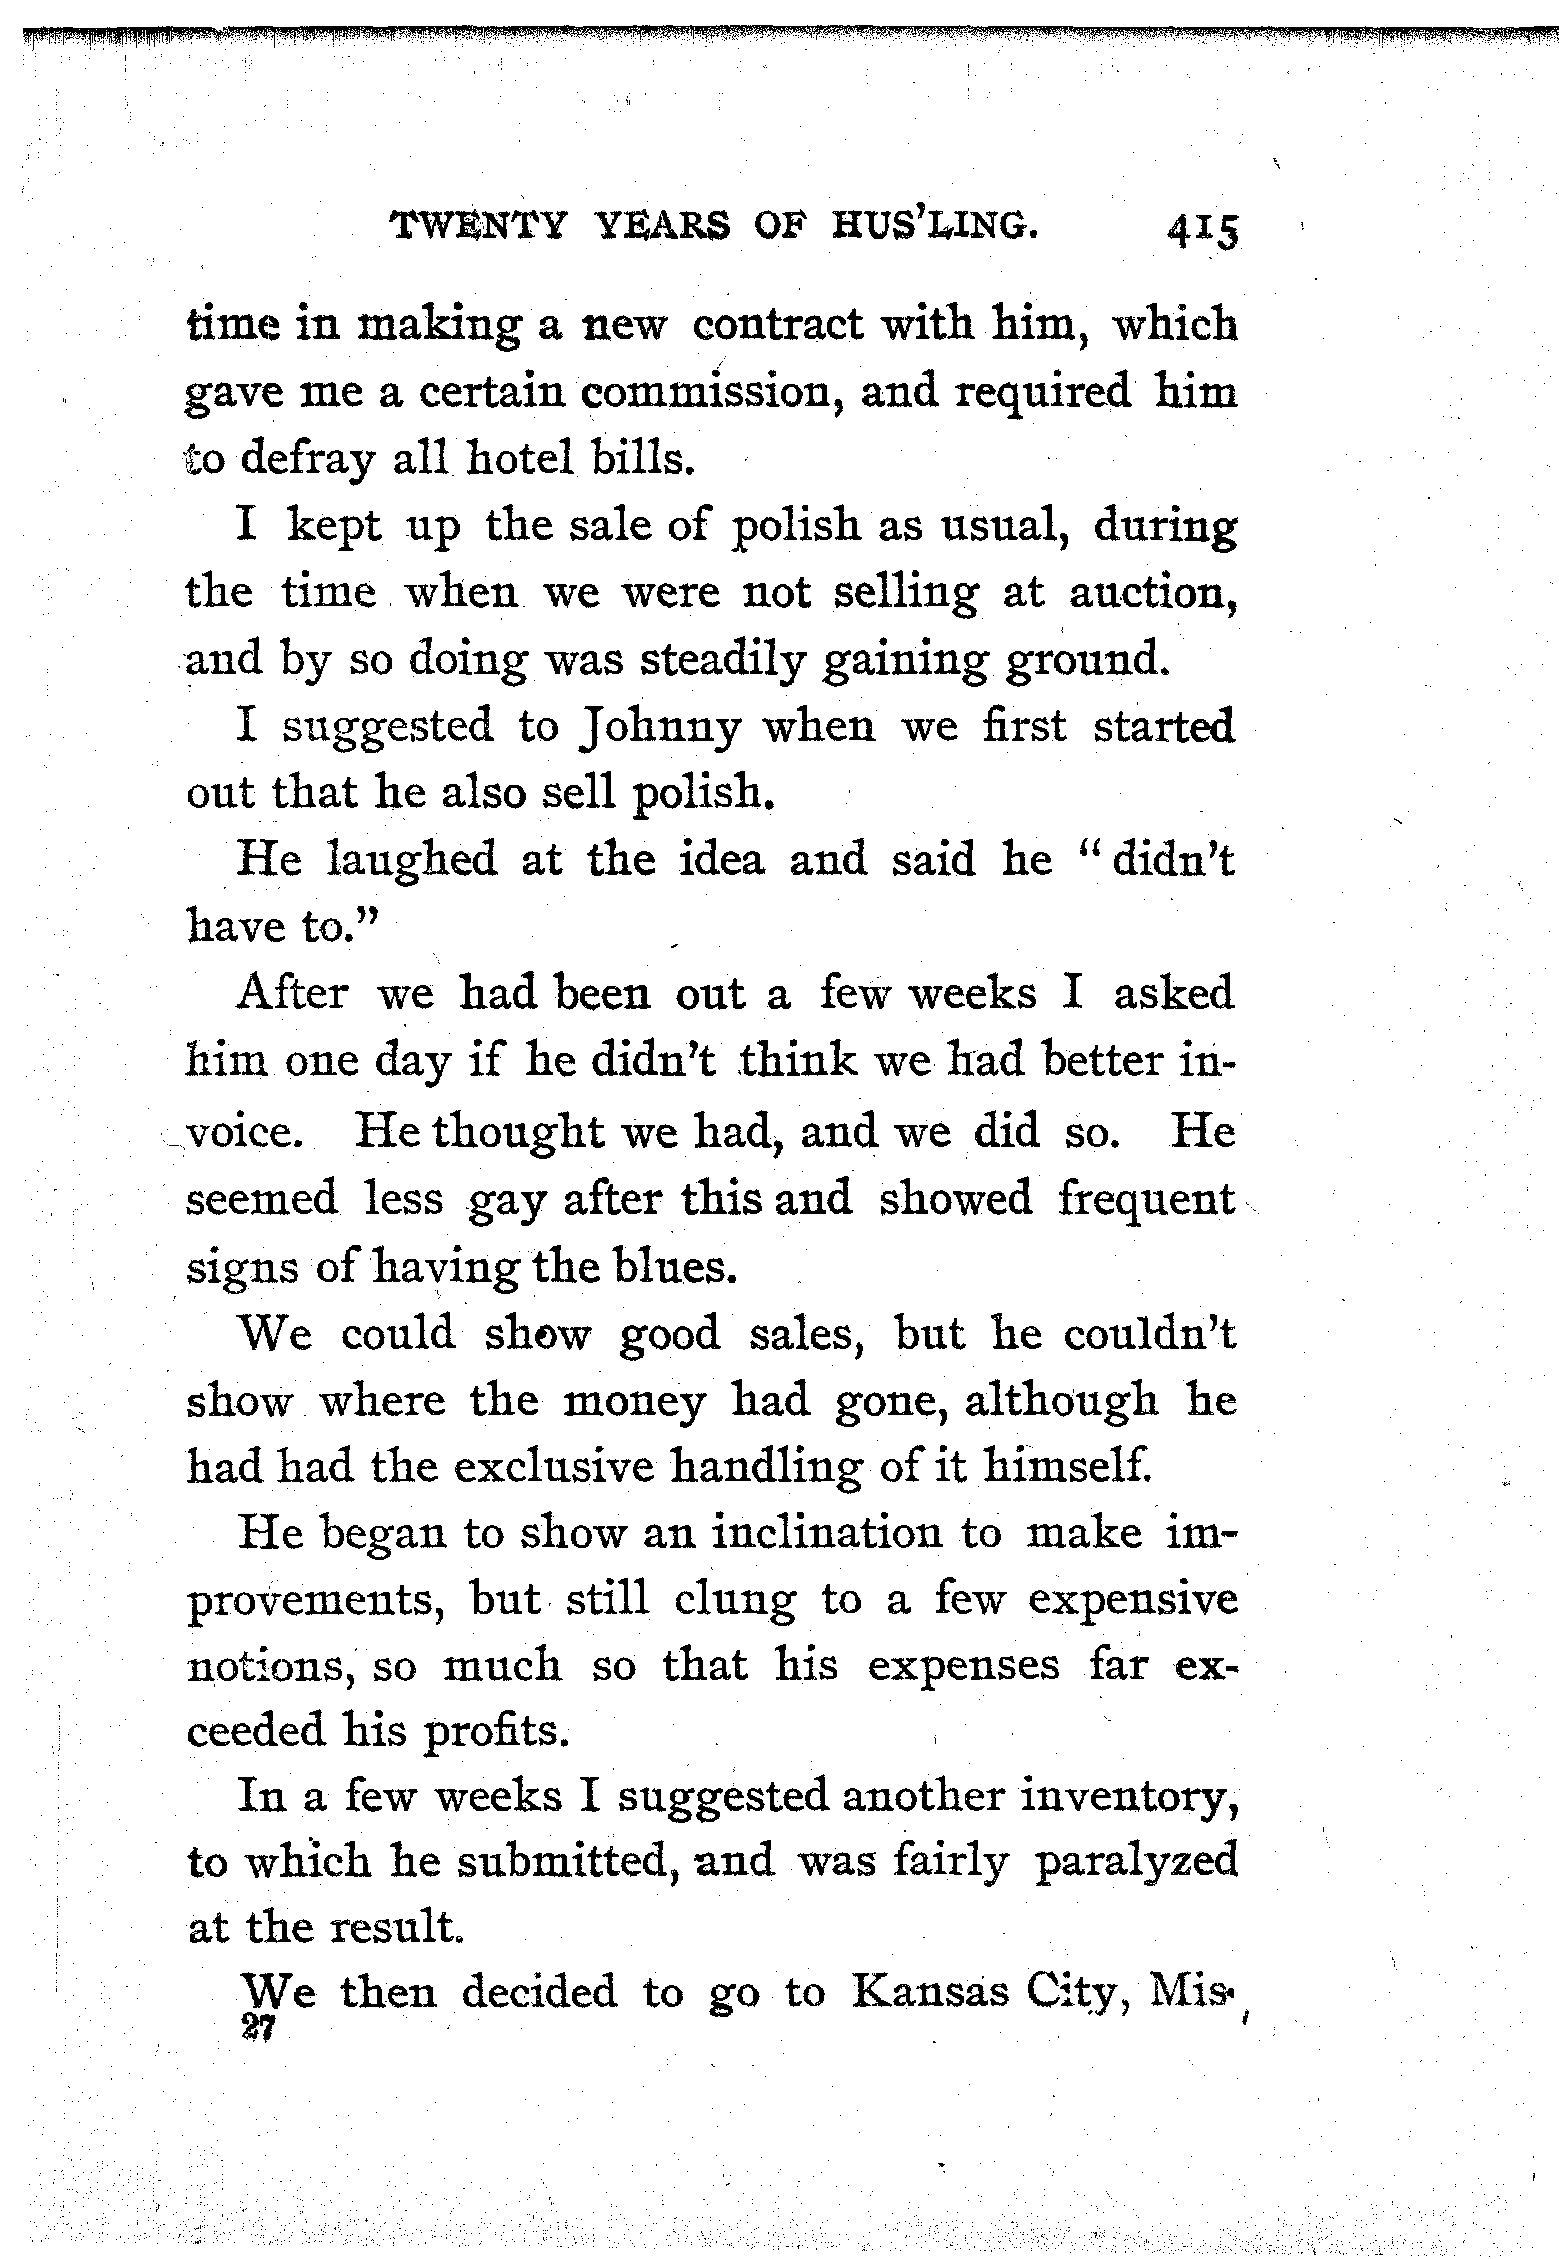 TWENTY YEARS OF HUS'LING. 415
time in making a new contract with him, which
gave me a certain commission, and required him
to defray all hotel bills.
I kept up the sale of polish as usual, during
the time when we were not selling at auction,
and by so doing was steadily gaining ground.
I suggested to Johnny when we first started
out that he also sell polish.
He laughed at the idea and said he "didn't
have to."
After we had been out a few weeks I asked
him one day if he didn't think we had better in-
voice. He thought we had, and we did so. He
seemed less gay after this and showed frequent
signs of having the blues.
We could show good sales, but he couldn't
show where the money had gone, although he
had had the exclusive handling of it himself.
He began to show an inclination to make im-
provements, but still clung to a few expensive
notions, so much so that his expenses far ex-
ceeded his profits.
In a few weeks I suggested another inventory,
to which he submitted, and was fairly paralyzed
at the result.
We then decided to go to Kansas City, Mis-
27